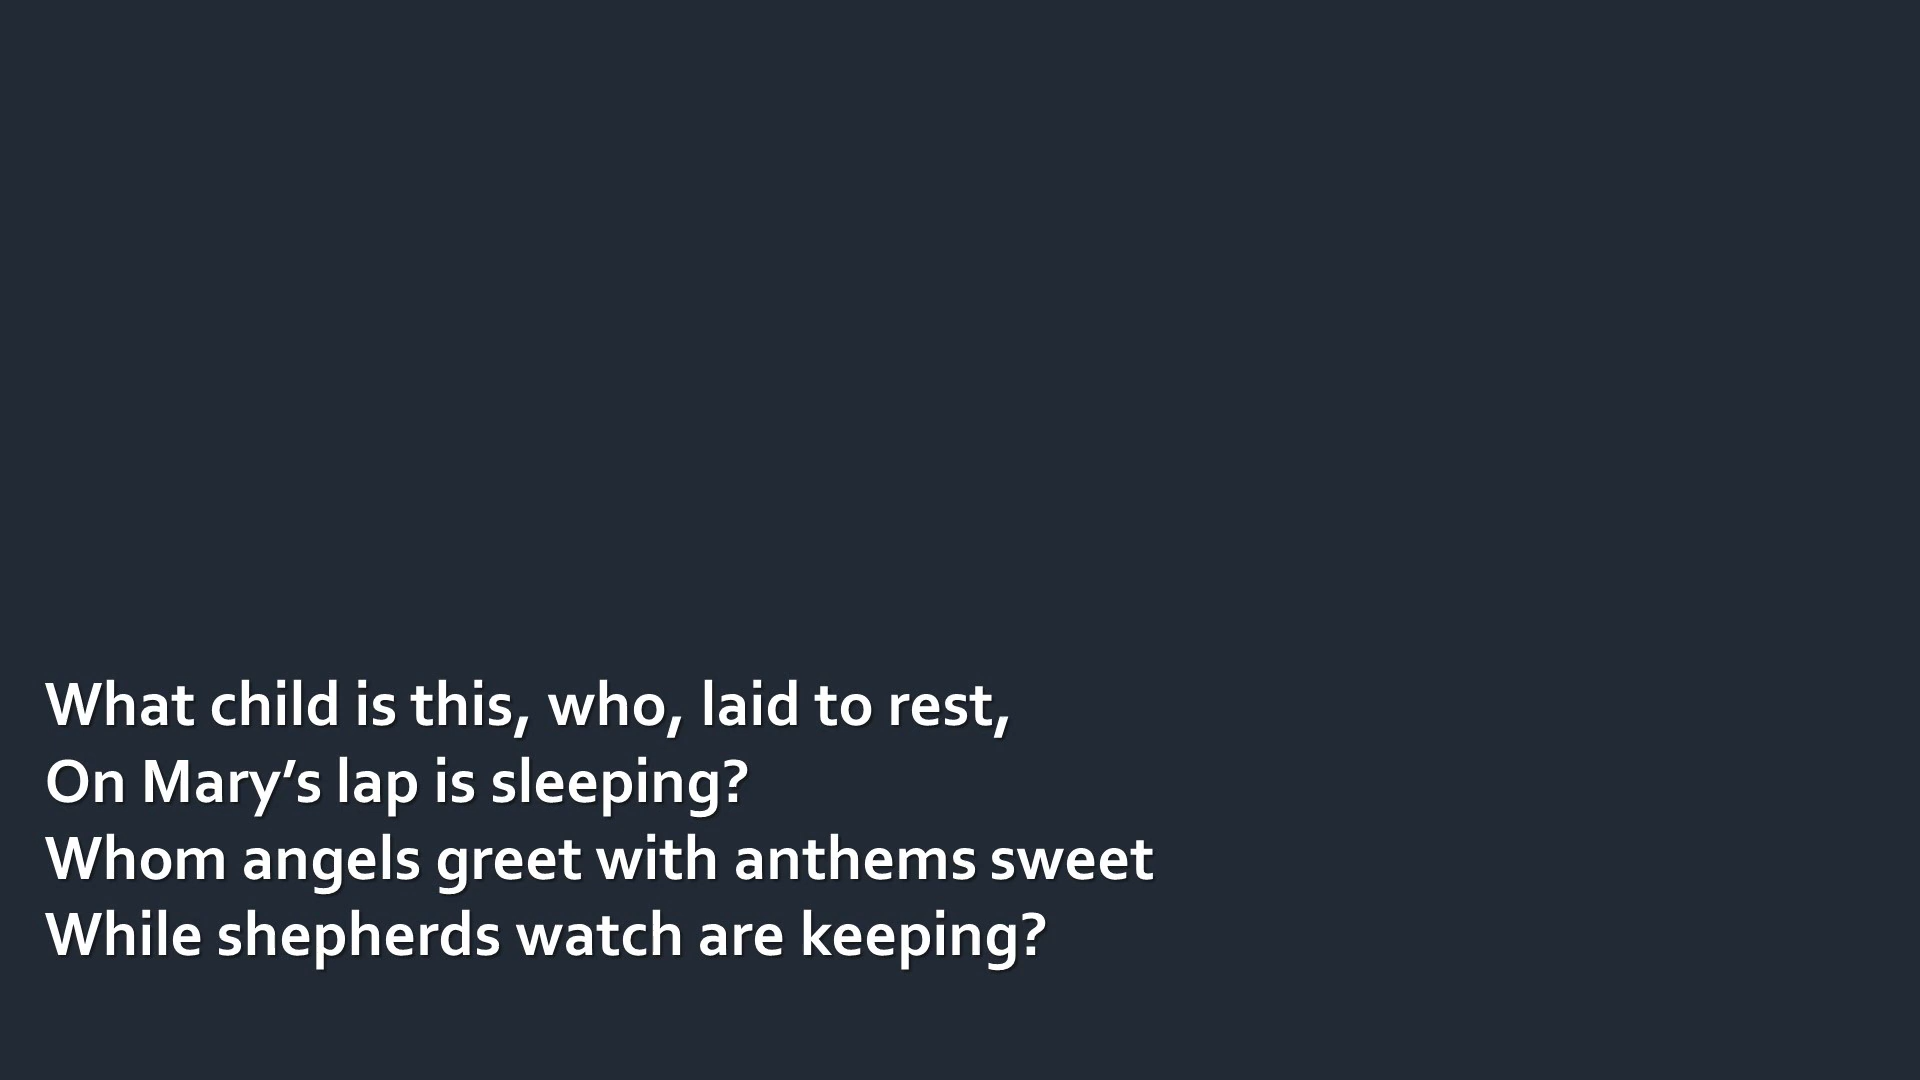 What child is this, who, laid to rest,
On Mary’s lap is sleeping?
Whom angels greet with anthems sweet
While shepherds watch are keeping?